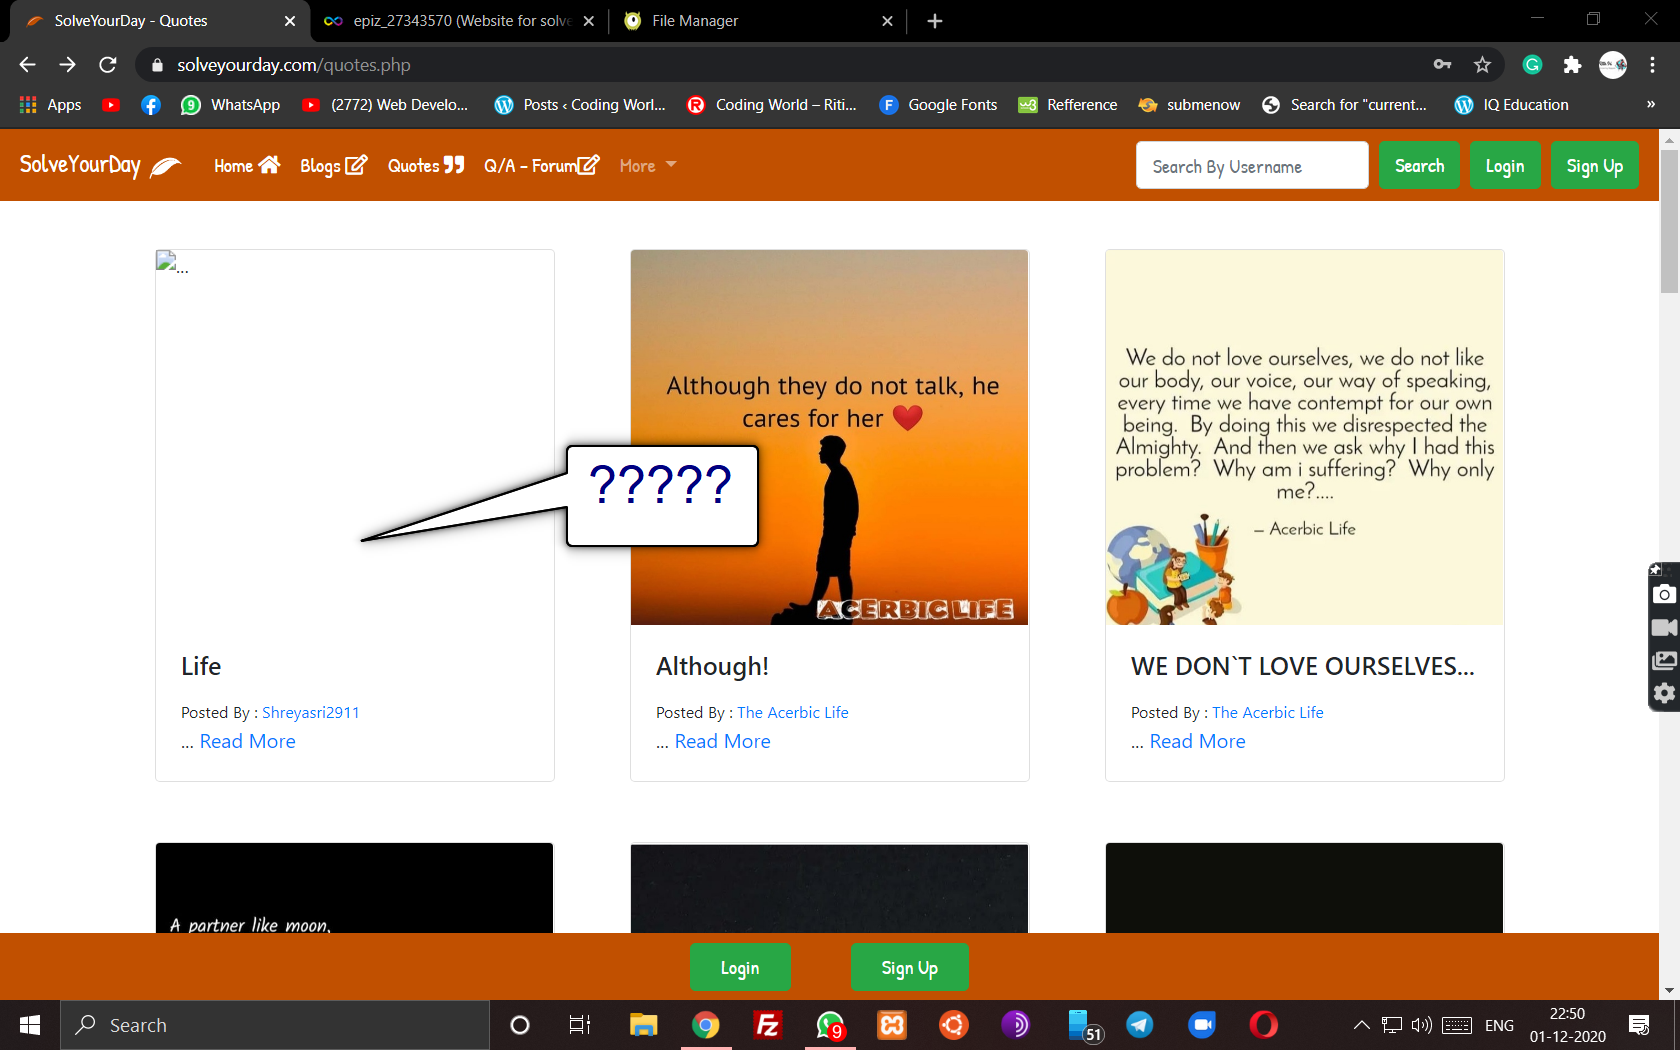 SolveYourDay - Quotes
epiz_27343570 (Website for solve
File Manager
solveyourday.com/quotes.php
Apps
WhatsApp
(2772) Web Develo...
Posts ‹ Coding Worl...
Coding World – Riti...
Google Fonts
Refference
submenow
Search for "current...
IQ Education
»
SolveYourDay
Home
Blogs
Quotes
Q/A - Forum
More
Search By Username
Search
Login
Sign Up
...
?????
Although they do not talk, he
cares for her ❤️
ACERBIC LIFE
We do not love ourselves, we do not like
our body, our voice, our way of speaking,
every time we have contempt for our own
being. By doing this we disrespected the
Almighty. And then we ask why I had this
problem? Why am i suffering? Why only
me?....
– Acerbic Life
Life
Posted By : Shreyasri2911
... Read More
Although!
Posted By : The Acerbic Life
... Read More
WE DON`T LOVE OURSELVES...
Posted By : The Acerbic Life
... Read More
A partner like moon,
Login
Sign Up
Search
9
51
ENG
22:50
01-12-2020